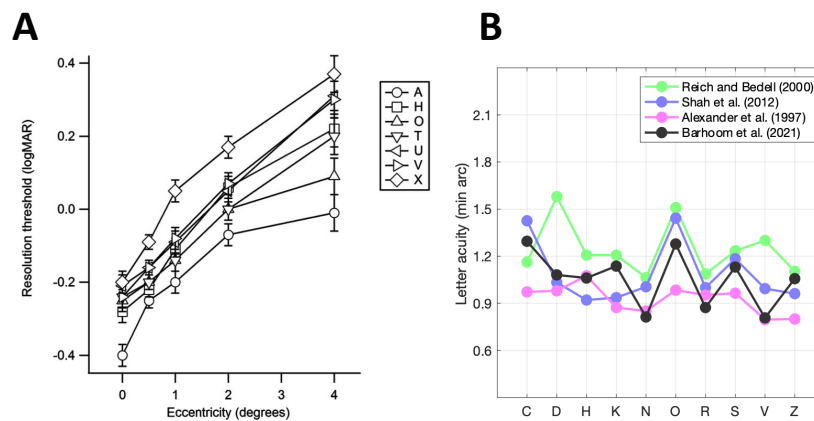 A
B
Resolution threshold (logMAR)
0.4
0.2
0.0
-0.2
-0.4
0
1
2
3
4
Eccentricity (degrees)
A
H
O
T
U
V
X
Letter acuity (min arc)
2.1
1.8
1.5
1.2
0.9
0.6
C D H K N O R S V Z
Reich and Bedell (2000)
Shah et al. (2012)
Alexander et al. (1997)
Barhoom et al. (2021)